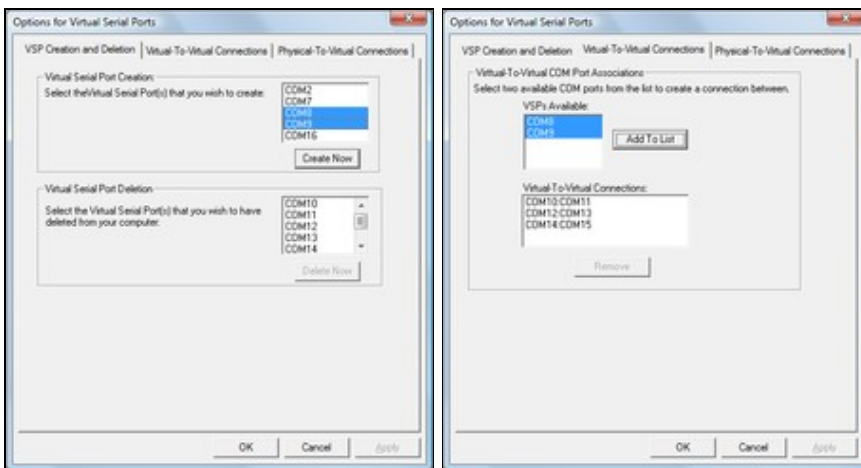 Options for Virtual Serial Ports
VSP Creation and Deletion
Virtual-To-Virtual Connections
Physical-To-Virtual Connections
Virtual Serial Port Creation:
Select theVirtual Serial Port(s) that you wish to create:
COM2
COM7
COM8
COM9
COM16
Create Now
Virtual Serial Port Deletion
Select the Virtual Serial Port(s) that you wish to have
deleted from your computer.
COM10
COM11
COM12
COM13
COM14
Delete Now
OK
Cancel
Apply
Options for Virtual Serial Ports
VSP Creation and Deletion
Virtual-To-Virtual Connections
Physical-To-Virtual Connections
Virtual-To-Virtual COM Port Associations
Select two available COM ports from the list to create a connection between.
VSPs Available:
COM8
COM9
Add To List
Virtual-To-Virtual Connections:
COM10:COM11
COM12:COM13
COM14:COM15
Remove
OK
Cancel
Apply